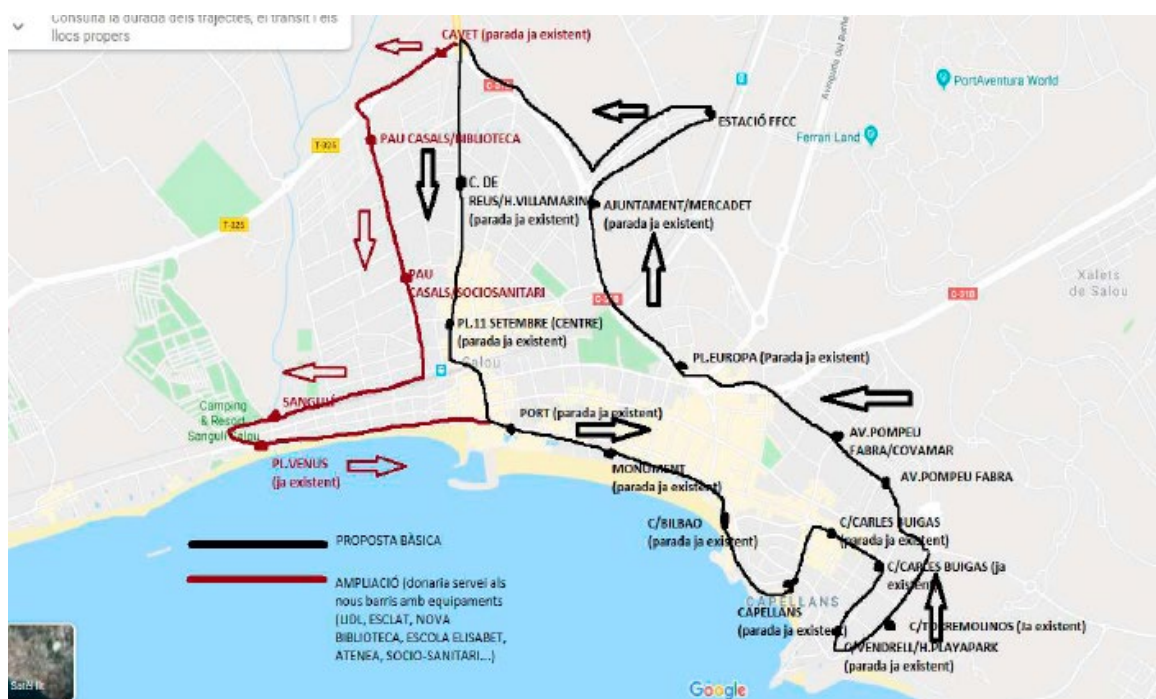 Consulta la durada dels trajectes, el trànsit i els
llocs propers
CAVET (parada ja existent)
PortAventura World
ESTACIÓ FFCC
Ferrari Land
PAU CASALS/BIBLIOTECA
T-325
C. DE
REUS/H.VILLAMARIN
(parada ja existent)
AJUNTAMENT/MERCADET
(parada ja existent)
T-325
Xalets
de Salou
PAU
CASALS/SOCIOSANITARI
C-31B
PL.11 SETEMBRE (CENTRE)
(parada ja existent)
Salou
PL.EUROPA (Parada ja existent)
SANGULÍ
Camping
& Resort
Sangulí Salou
PORT (parada ja existent)
AV.POMPEU
FABRA/COVAMAR
PL.VENUS
(ja existent)
MONUMENT
(parada ja existent)
AV.POMPEU FABRA
C/BILBAO
(parada ja existent)
C/CARLES BUIGAS
(parada ja existent)
PROPOSTA BÀSICA
C/CARLES BUIGAS (ja
existent)
AMPLIACIÓ (donaria servei als
nous barris amb equipaments
(LIDL, ESCLAT, NOVA
BIBLIOTECA, ESCOLA ELISABET,
ATENEA, SOCIO-SANITARI...)
CAPELLANS
CAPELLANS
(parada ja existent)
C/TORREMOLINOS (Ja existent)
C/VENDRELL/H.PLAYAPARK
(parada ja existent)
Satèl·lit
Google